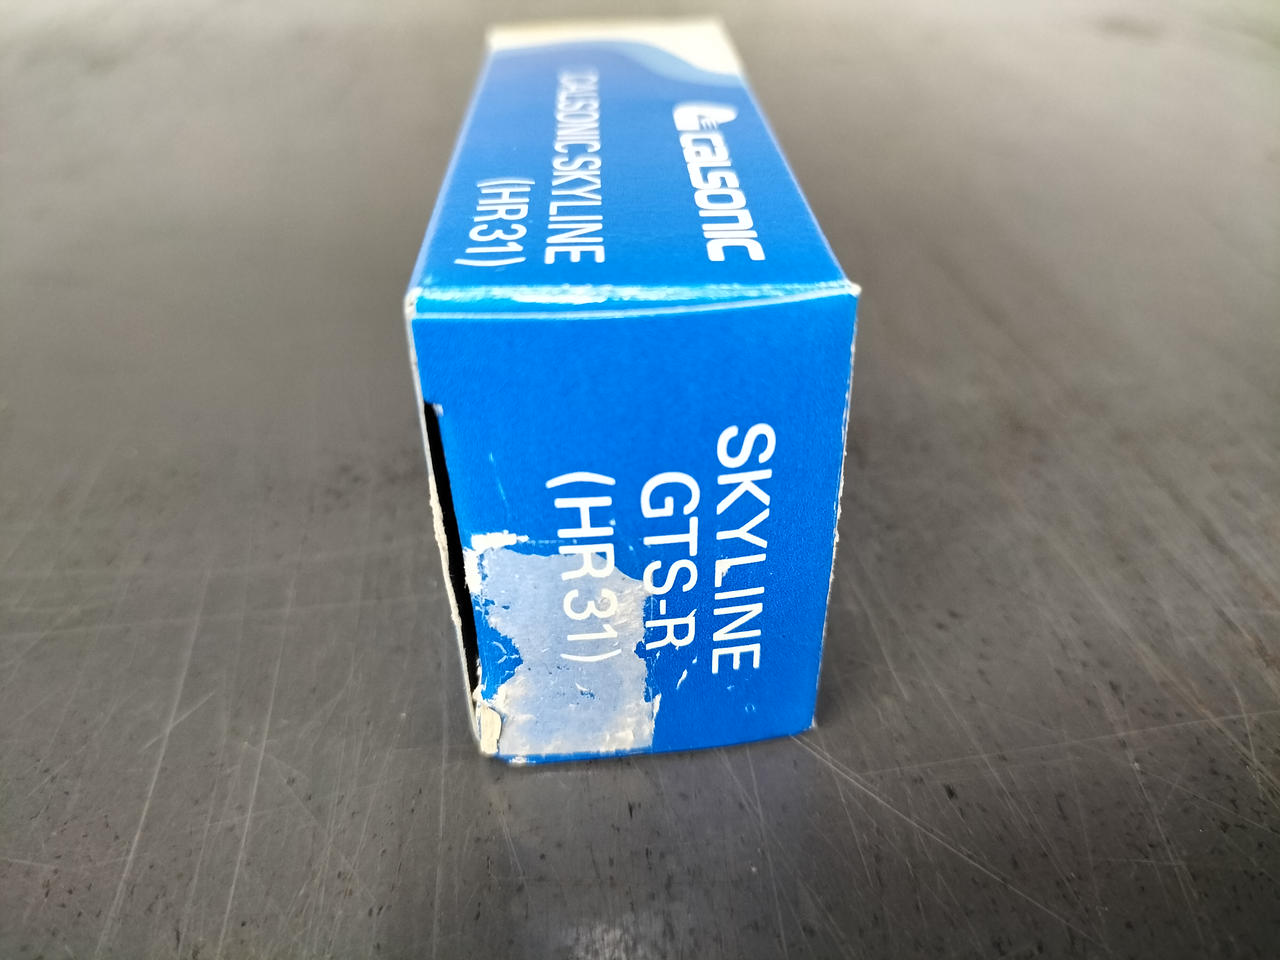 calsonic
CALSONIC SKYLINE
(HR31)
SKYLINE
GTS-R
(HR31)